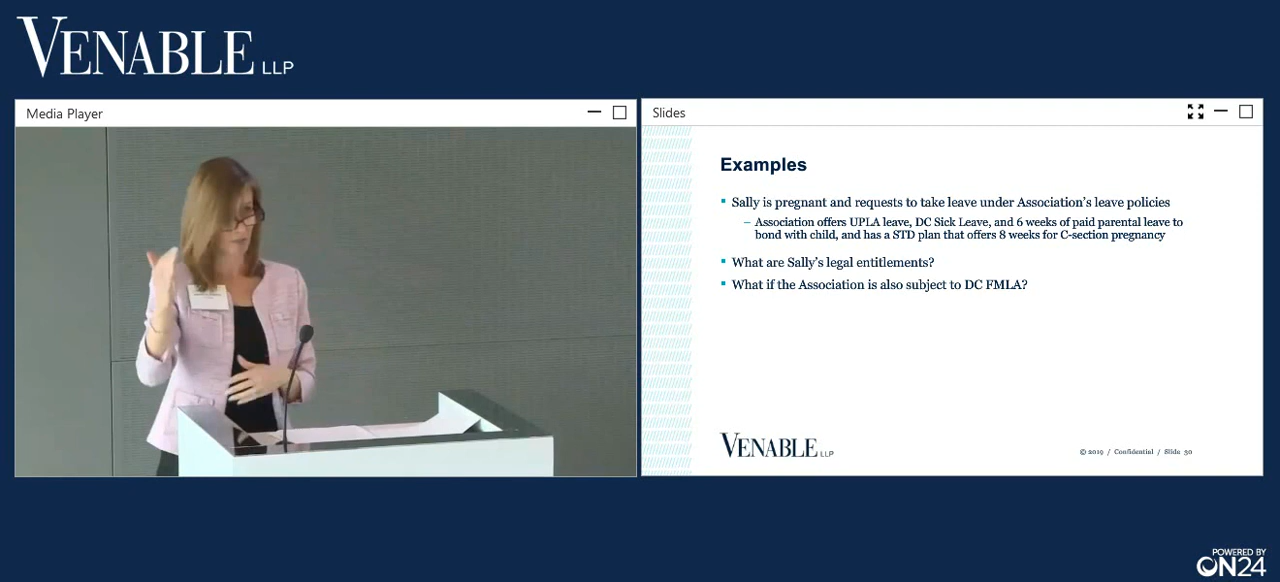 VENABLE LLP
Media Player
Slides
Examples
Sally is pregnant and requests to take leave under Association's leave policies
– Association offers UPLA leave, DC Sick Leave, and 6 weeks of paid parental leave to
bond with child, and has a STD plan that offers 8 weeks for C-section pregnancy
What are Sally's legal entitlements?
What if the Association is also subject to DC FMLA?
VENABLE LLP
© 2019 / Confidential / Slide 30
POWERED BY
ON24